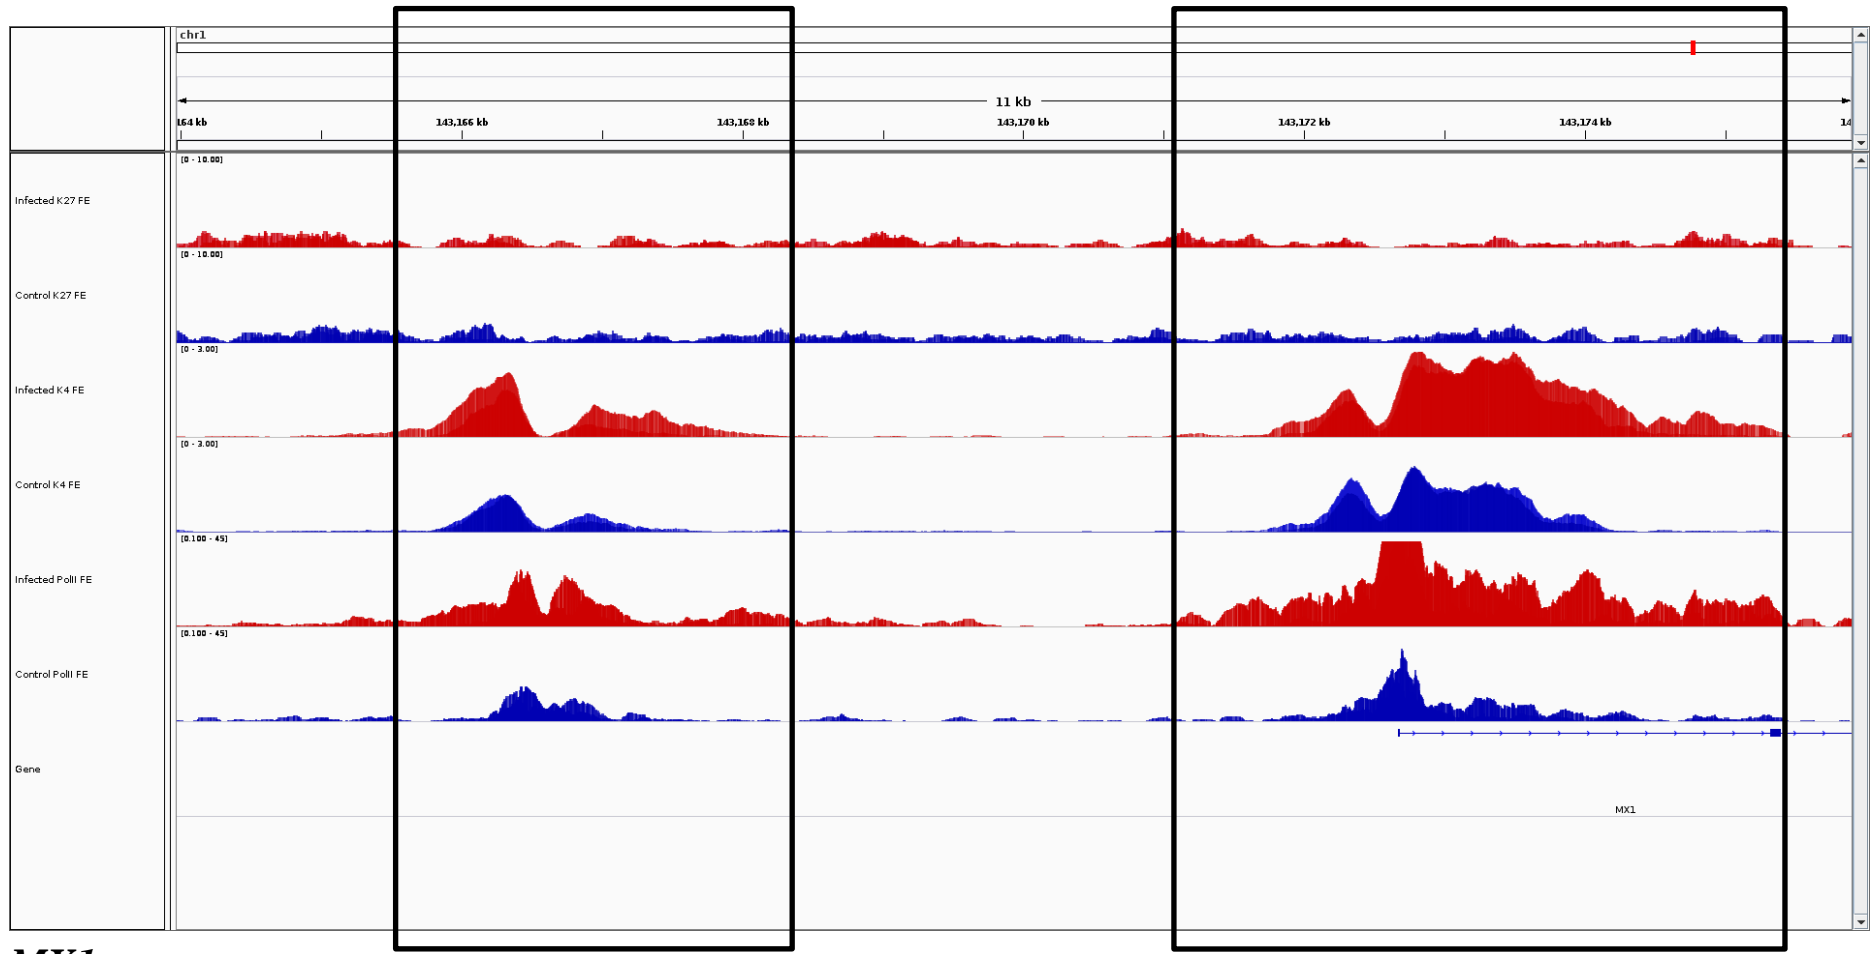 chr1
11 kb
164 kb 143,166 kb 143,168 kb 143,170 kb 143,172 kb 143,174 kb 14
[0 - 10.00]
Infected K27 FE
[0 - 10.00]
Control K27 FE
[0 - 3.00]
Infected K4 FE
[0 - 3.00]
Control K4 FE
[0.100 - 45]
Infected PolII FE
[0.100 - 45]
Control PolII FE
Gene
MX1
MX1